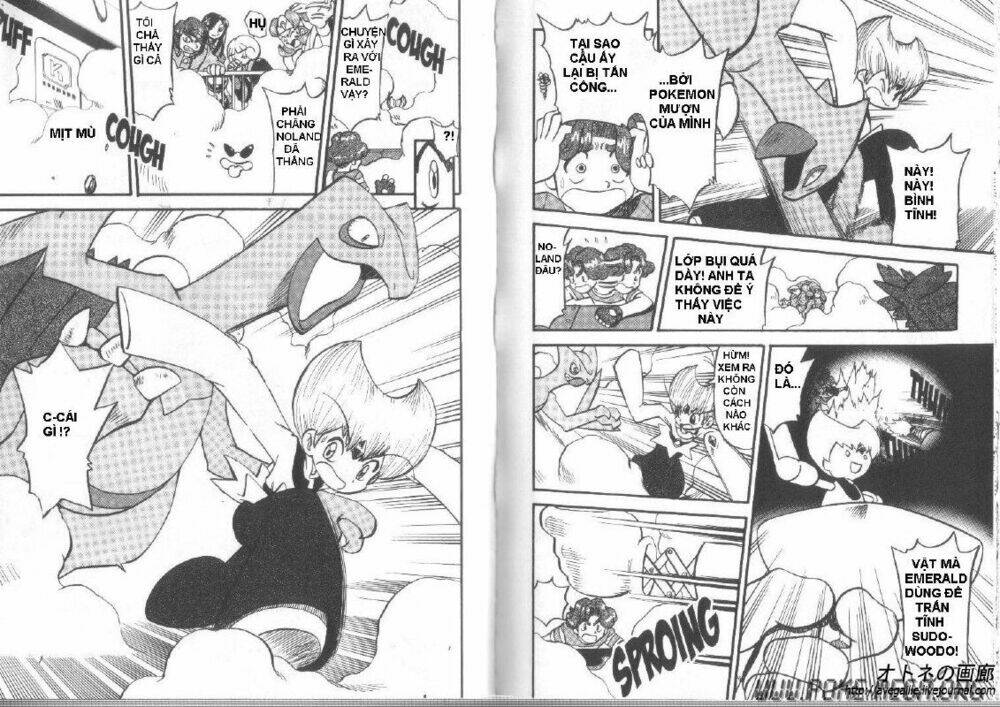 PUFF
MỊT MÙ
TÔI
CHẢ
THẤY
GÌ CẢ
COUGH
HỤ
PHẢI
CHĂNG
NOLAND
ĐÃ
THẮNG
CHUYỆN
GÌ XẢY
RA VỚI
EME-
RALD
VẬY?
COUGH
?!
C-CÁI
GÌ !?
TẠI SAO
CẬU ẤY
LẠI BỊ TẤN
CÔNG...
...BỞI
POKEMON
MƯỢN
CỦA MÌNH
NÀY!
NÀY!
BÌNH
TĨNH!
NO-
LAND
ĐÂU?
LỚP BỤI QUÁ
DÀY! ANH TA
KHÔNG ĐỂ Ý
THẤY VIỆC
NÀY
HỪM!
XEM RA
KHÔNG
CÒN
CÁCH
NÀO
KHÁC
ĐÓ
LÀ...
SPROING
VẬT MÀ
EMERALD
DÙNG ĐỂ
TRẤN
TĨNH
SUDO-
WOODO!
オトネの画廊
WWW.POKE-MEGA.ORG